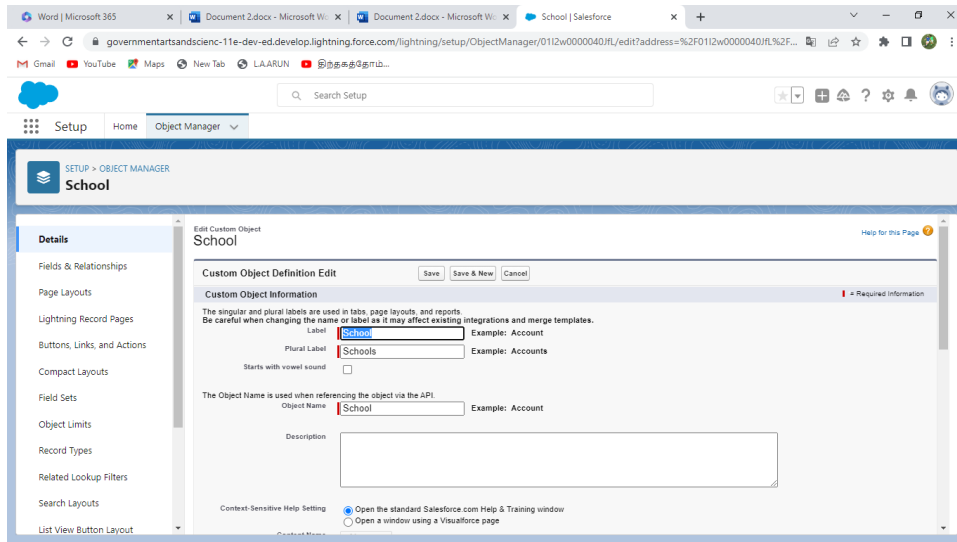 Word | Microsoft 365
Document 2.docx - Microsoft Wo
Document 2.docx - Microsoft Wo
School | Salesforce
governmentartsandscienc-11e-dev-ed.develop.lightning.force.com/lightning/setup/ObjectManager/01I2w0000040JfL/edit?address=%2F01I2w0000040JfL%2F...
Gmail YouTube Maps New Tab L.A.ARUN இந்தகத்தோம்...
Search Setup
Setup Home Object Manager
SETUP > OBJECT MANAGER
School
Details
Fields & Relationships
Page Layouts
Lightning Record Pages
Buttons, Links, and Actions
Compact Layouts
Field Sets
Object Limits
Record Types
Related Lookup Filters
Search Layouts
List View Button Layout
Edit Custom Object
School
Help for this Page
Custom Object Definition Edit Save Save & New Cancel
Custom Object Information = Required Information
The singular and plural labels are used in tabs, page layouts, and reports.
Be careful when changing the name or label as it may affect existing integrations and merge templates.
Label School Example: Account
Plural Label Schools Example: Accounts
Starts with vowel sound
The Object Name is used when referencing the object via the API.
Object Name School Example: Account
Description
Context-Sensitive Help Setting Open the standard Salesforce.com Help & Training window
Open a window using a Visualforce page
Content Name